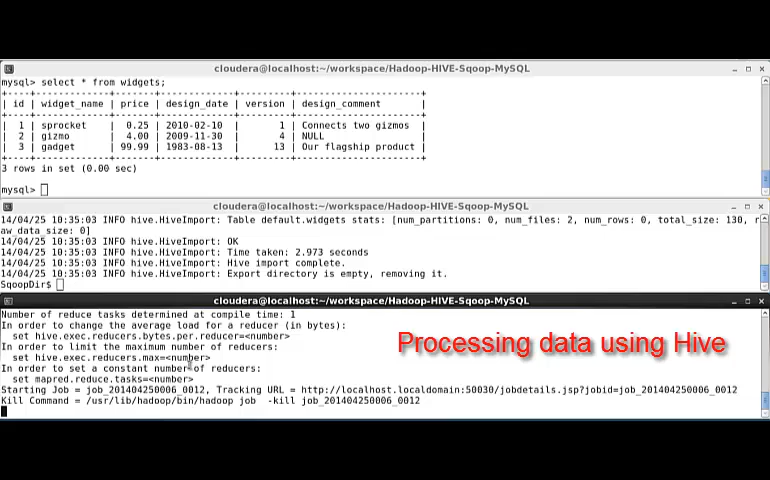 cloudera@localhost:~/workspace/Hadoop-HIVE-Sqoop-MySQL
mysql> select * from widgets;
+----+-------------+-------+-------------+---------+----------------------+
| id | widget_name | price | design_date | version | design_comment       |
+----+-------------+-------+-------------+---------+----------------------+
|  1 | sprocket    |  0.25 | 2010-02-10  |       1 | Connects two gizmos  |
|  2 | gizmo       |  4.00 | 2009-11-30  |       4 | NULL                 |
|  3 | gadget      | 99.99 | 1983-08-13  |      13 | Our flagship product |
+----+-------------+-------+-------------+---------+----------------------+
3 rows in set (0.00 sec)
mysql>
cloudera@localhost:~/workspace/Hadoop-HIVE-Sqoop-MySQL
14/04/25 10:35:03 INFO hive.HiveImport: Table default.widgets stats: [num_partitions: 0, num_files: 2, num_rows: 0, total_size: 130, r
aw_data_size: 0]
14/04/25 10:35:03 INFO hive.HiveImport: OK
14/04/25 10:35:03 INFO hive.HiveImport: Time taken: 2.973 seconds
14/04/25 10:35:03 INFO hive.HiveImport: Hive import complete.
14/04/25 10:35:03 INFO hive.HiveImport: Export directory is empty, removing it.
SqoopDir$
cloudera@localhost:~/workspace/Hadoop-HIVE-Sqoop-MySQL
Number of reduce tasks determined at compile time: 1
In order to change the average load for a reducer (in bytes):
  set hive.exec.reducers.bytes.per.reducer=<number>
In order to limit the maximum number of reducers:
  set hive.exec.reducers.max=<number>
In order to set a constant number of reducers:
  set mapred.reduce.tasks=<number>
Starting Job = job_201404250006_0012, Tracking URL = http://localhost.localdomain:50030/jobdetails.jsp?jobid=job_201404250006_0012
Kill Command = /usr/lib/hadoop/bin/hadoop job  -kill job_201404250006_0012
Processing data using Hive